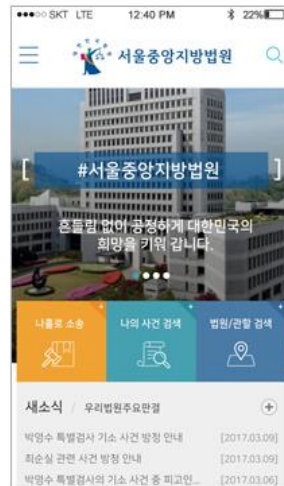 SKT LTE 12:40 PM 22%
서울중앙지방법원
[ #서울중앙지방법원 ]
흔들림 없이 공정하게 대한민국의
희망을 키워 갑니다.
나홀로 소송 나의 사건 검색 법원/관할 검색
새소식 / 우리법원주요판결
박영수 특별검사 기소 사건 방청 안내 [2017.03.09]
최순실 관련 사건 방청 안내 [2017.03.09]
박영수 특별검사의 기소 사건 중 피고인... [2017.03.06]